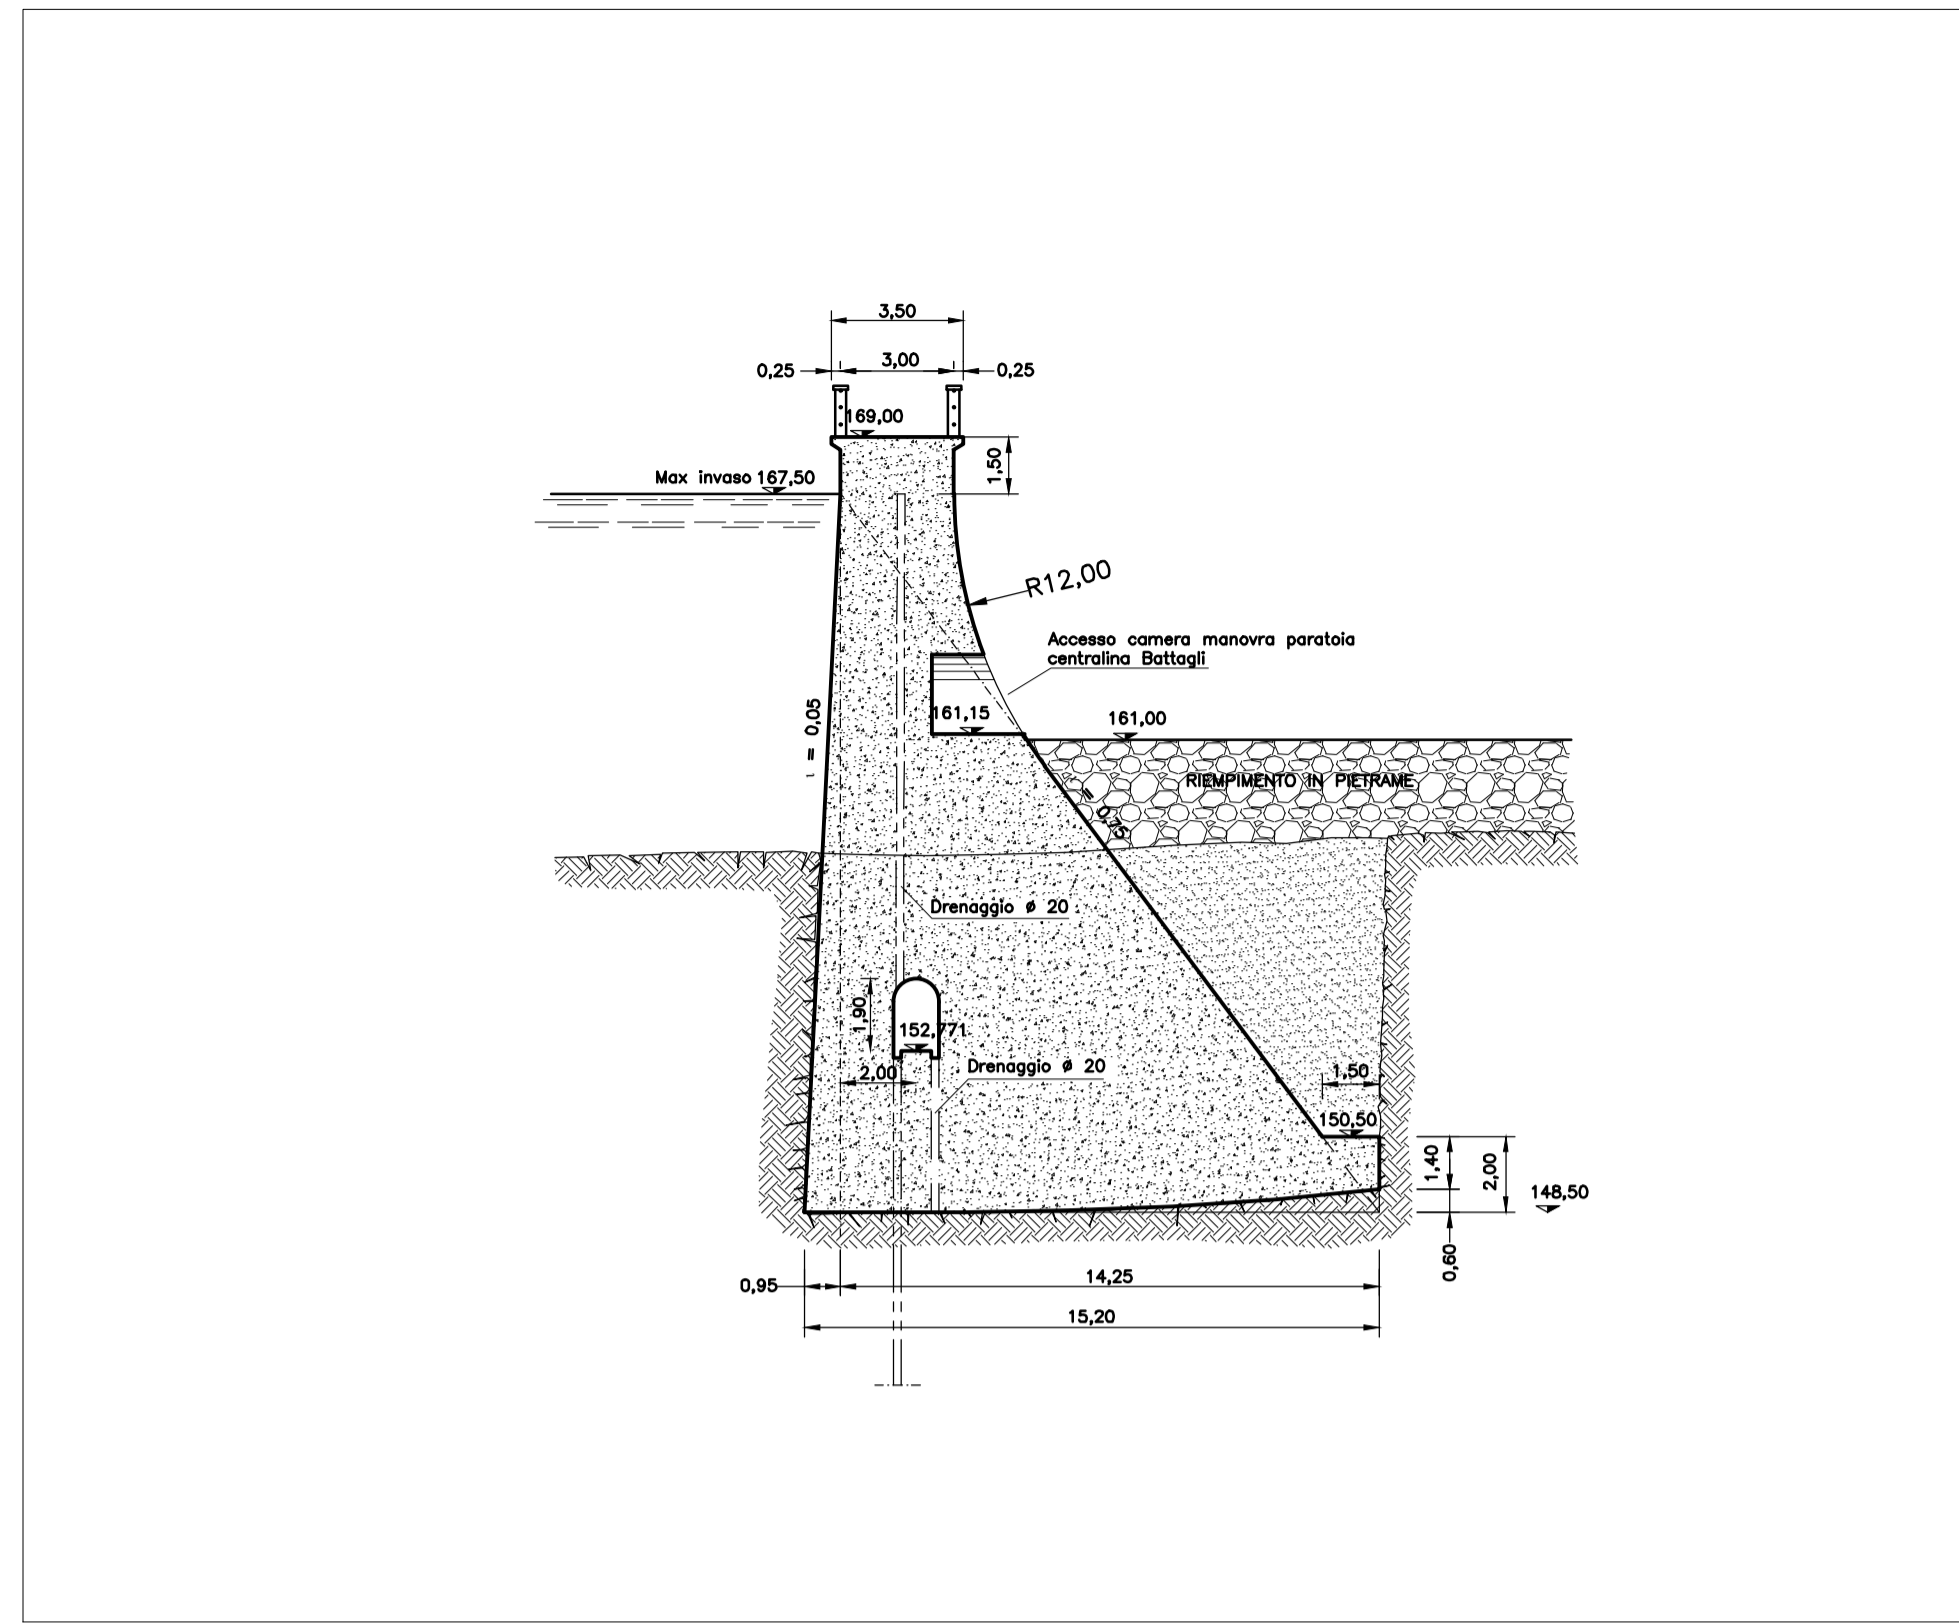 3,50
0,25
3,00
0,25
169,00
1,50
Max invaso 167,50
R12,00
Accesso camera manovra paratoia
centralina Battagli
ι = 0,05
161,15
161,00
RIEMPIMENTO IN PIETRAME
= 0,75
Drenaggio ø 20
1,90
152,771
2,00
Drenaggio ø 20
1,50
150,50
1,40
2,00
148,50
0,60
0,95
14,25
15,20